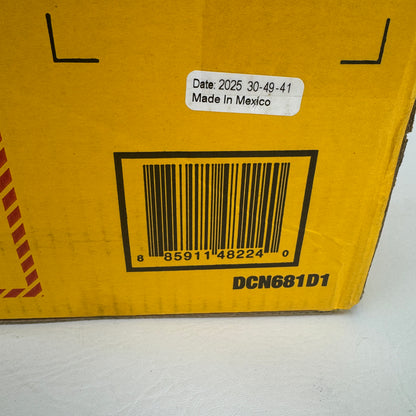 Date: 2025 30-49-41
Made In Mexico
8 85911 48224 0
DCN681D1